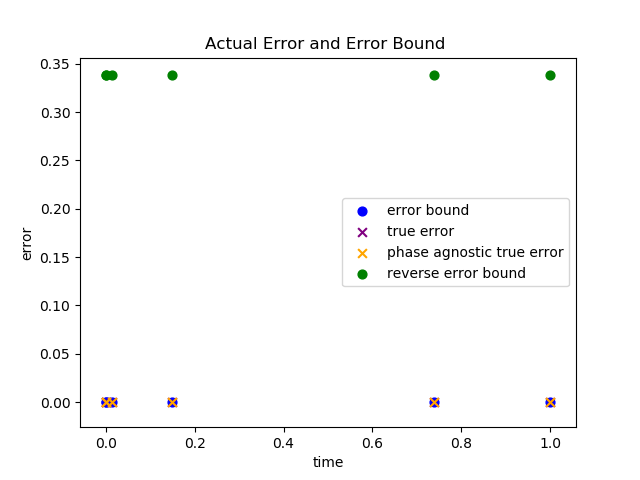 Actual Error and Error Bound
0.35
0.30
0.25
0.20
0.15
0.10
0.05
0.00
error
error bound
true error
phase agnostic true error
reverse error bound
0.0 0.2 0.4 0.6 0.8 1.0
time